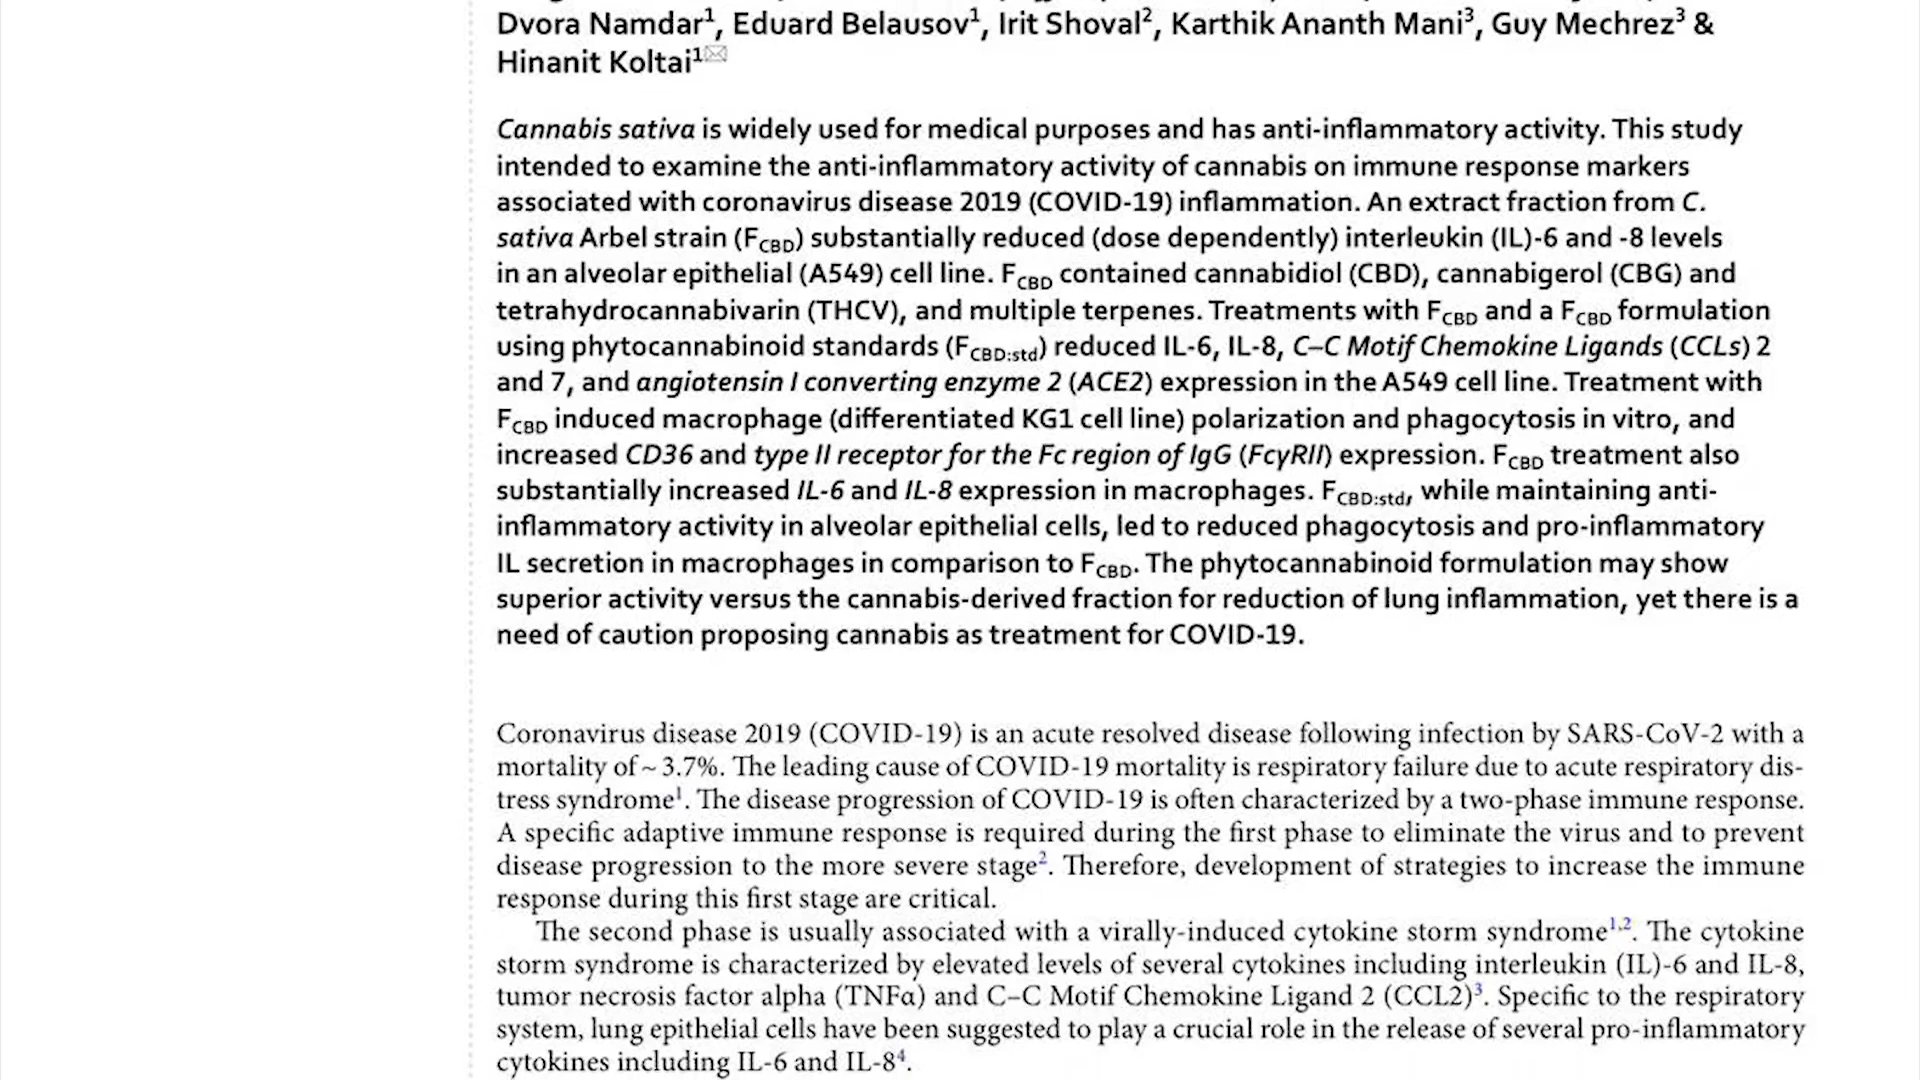 Dvora Namdar1, Eduard Belausov1, Irit Shoval2, Karthik Ananth Mani3, Guy Mechrez3 &
Hinanit Koltai1
Cannabis sativa is widely used for medical purposes and has anti-inflammatory activity. This study
intended to examine the anti-inflammatory activity of cannabis on immune response markers
associated with coronavirus disease 2019 (COVID-19) inflammation. An extract fraction from C.
sativa Arbel strain (FCBD) substantially reduced (dose dependently) interleukin (IL)-6 and -8 levels
in an alveolar epithelial (A549) cell line. FCBD contained cannabidiol (CBD), cannabigerol (CBG) and
tetrahydrocannabivarin (THCV), and multiple terpenes. Treatments with FCBD and a FCBD formulation
using phytocannabinoid standards (FCBD:std) reduced IL-6, IL-8, C–C Motif Chemokine Ligands (CCLs) 2
and 7, and angiotensin I converting enzyme 2 (ACE2) expression in the A549 cell line. Treatment with
FCBD induced macrophage (differentiated KG1 cell line) polarization and phagocytosis in vitro, and
increased CD36 and type II receptor for the Fc region of IgG (FcγRII) expression. FCBD treatment also
substantially increased IL-6 and IL-8 expression in macrophages. FCBD:std, while maintaining anti-
inflammatory activity in alveolar epithelial cells, led to reduced phagocytosis and pro-inflammatory
IL secretion in macrophages in comparison to FCBD. The phytocannabinoid formulation may show
superior activity versus the cannabis-derived fraction for reduction of lung inflammation, yet there is a
need of caution proposing cannabis as treatment for COVID-19.
Coronavirus disease 2019 (COVID-19) is an acute resolved disease following infection by SARS-CoV-2 with a
mortality of ~ 3.7%. The leading cause of COVID-19 mortality is respiratory failure due to acute respiratory dis-
tress syndrome1. The disease progression of COVID-19 is often characterized by a two-phase immune response.
A specific adaptive immune response is required during the first phase to eliminate the virus and to prevent
disease progression to the more severe stage2. Therefore, development of strategies to increase the immune
response during this first stage are critical.
The second phase is usually associated with a virally-induced cytokine storm syndrome1,2. The cytokine
storm syndrome is characterized by elevated levels of several cytokines including interleukin (IL)-6 and IL-8,
tumor necrosis factor alpha (TNFα) and C–C Motif Chemokine Ligand 2 (CCL2)3. Specific to the respiratory
system, lung epithelial cells have been suggested to play a crucial role in the release of several pro-inflammatory
cytokines including IL-6 and IL-84.